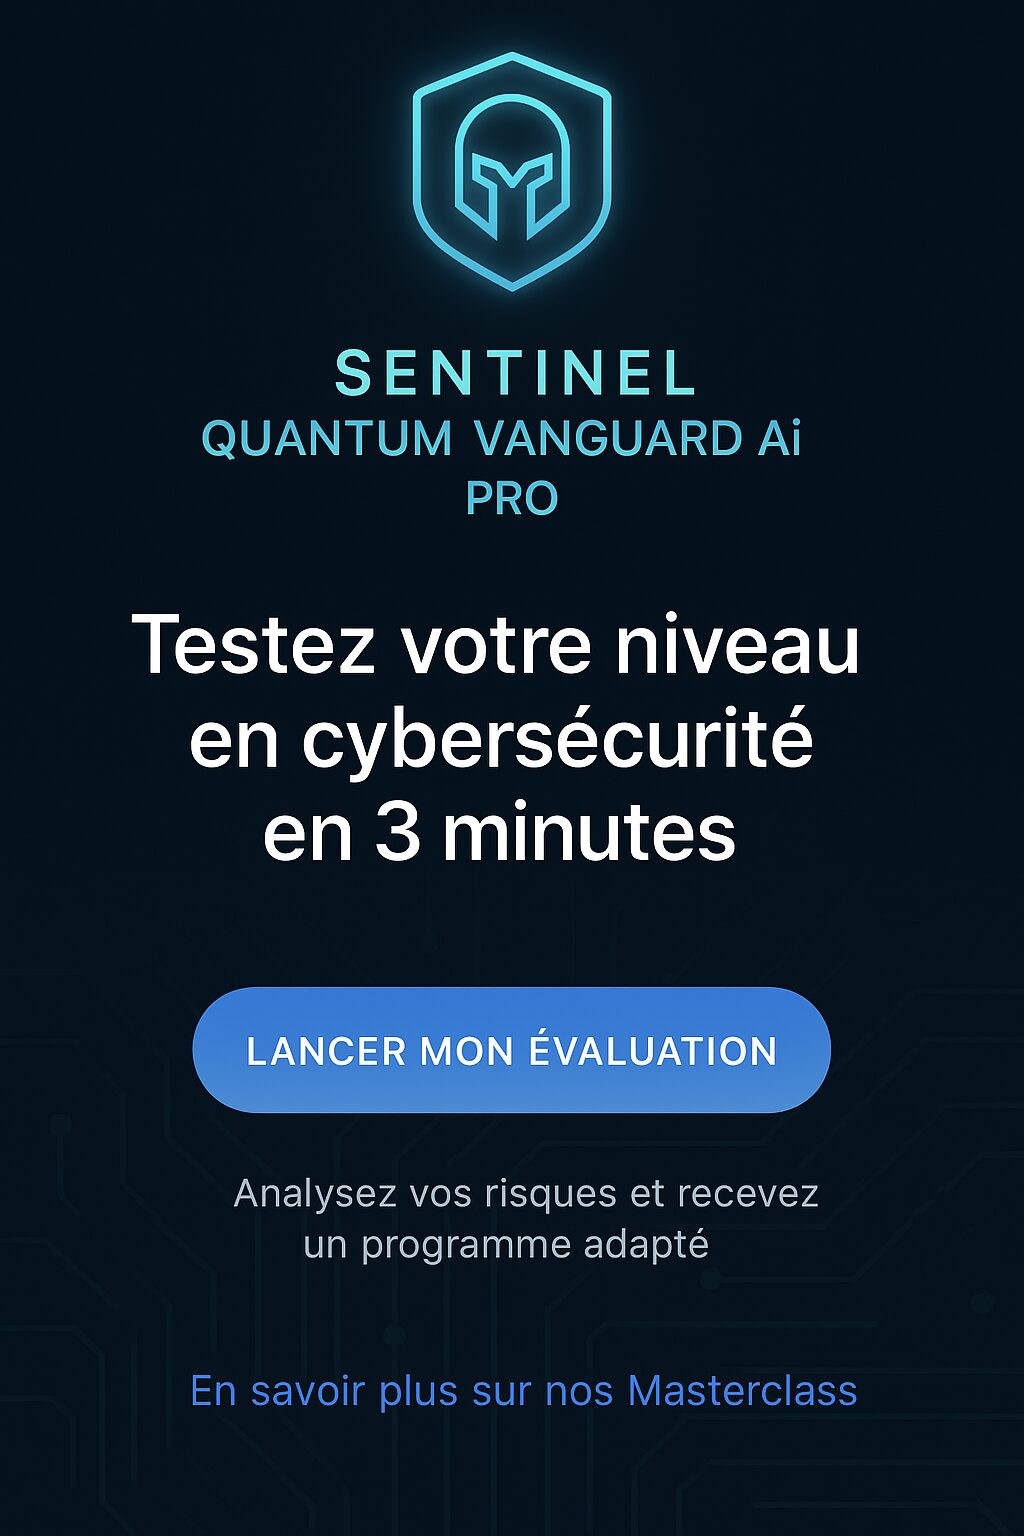 SENTINEL
QUANTUM VANGUARD Ai
PRO
Testez votre niveau
en cybersécurité
en 3 minutes
LANCER MON ÉVALUATION
Analysez vos risques et recevez
un programme adapté
En savoir plus sur nos Masterclass